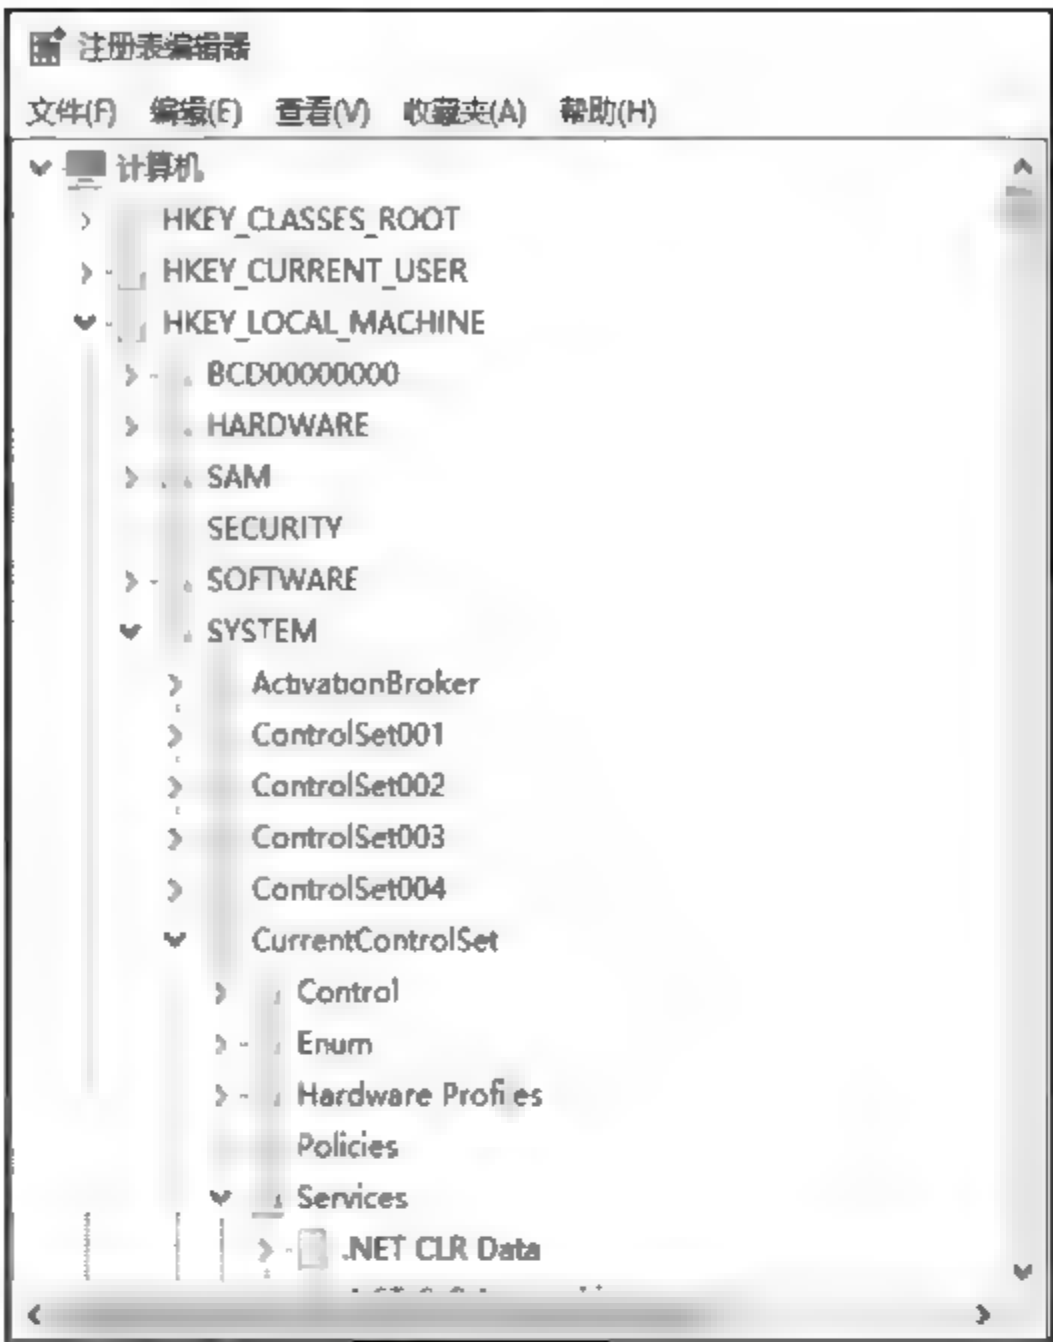 注册表编辑器
文件(F) 编辑(E) 查看(V) 收藏夹(A) 帮助(H)
计算机
HKEY_CLASSES_ROOT
HKEY_CURRENT_USER
HKEY_LOCAL_MACHINE
BCD00000000
HARDWARE
SAM
SECURITY
SOFTWARE
SYSTEM
ActivationBroker
ControlSet001
ControlSet002
ControlSet003
ControlSet004
CurrentControlSet
Control
Enum
Hardware Profiles
Policies
Services
.NET CLR Data